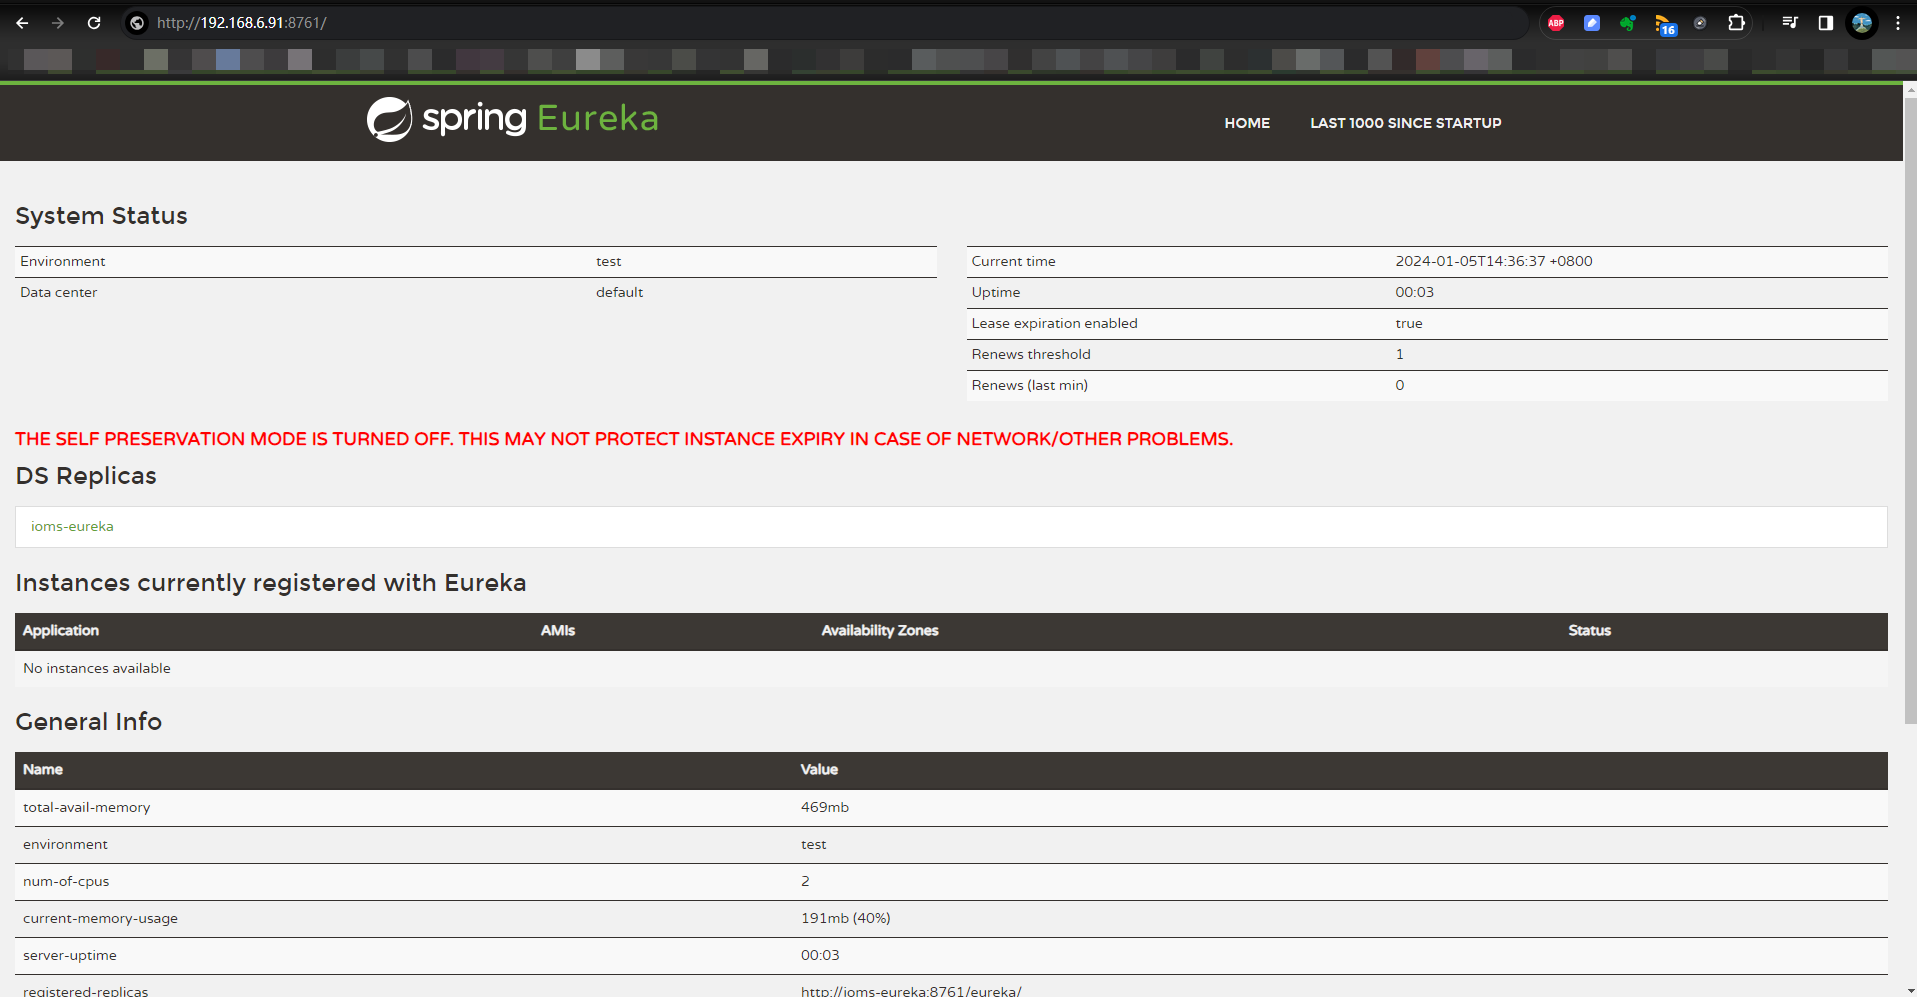 http://192.168.6.91:8761/
ABP
16
spring Eureka
HOME LAST 1000 SINCE STARTUP
System Status
Environment test
Data center default
Current time 2024-01-05T14:36:37 +0800
Uptime 00:03
Lease expiration enabled true
Renews threshold 1
Renews (last min) 0
THE SELF PRESERVATION MODE IS TURNED OFF. THIS MAY NOT PROTECT INSTANCE EXPIRY IN CASE OF NETWORK/OTHER PROBLEMS.
DS Replicas
ioms-eureka
Instances currently registered with Eureka
Application AMIs Availability Zones Status
No instances available
General Info
Name Value
total-avail-memory 469mb
environment test
num-of-cpus 2
current-memory-usage 191mb (40%)
server-uptime 00:03
registered-replicas http://ioms-eureka:8761/eureka/